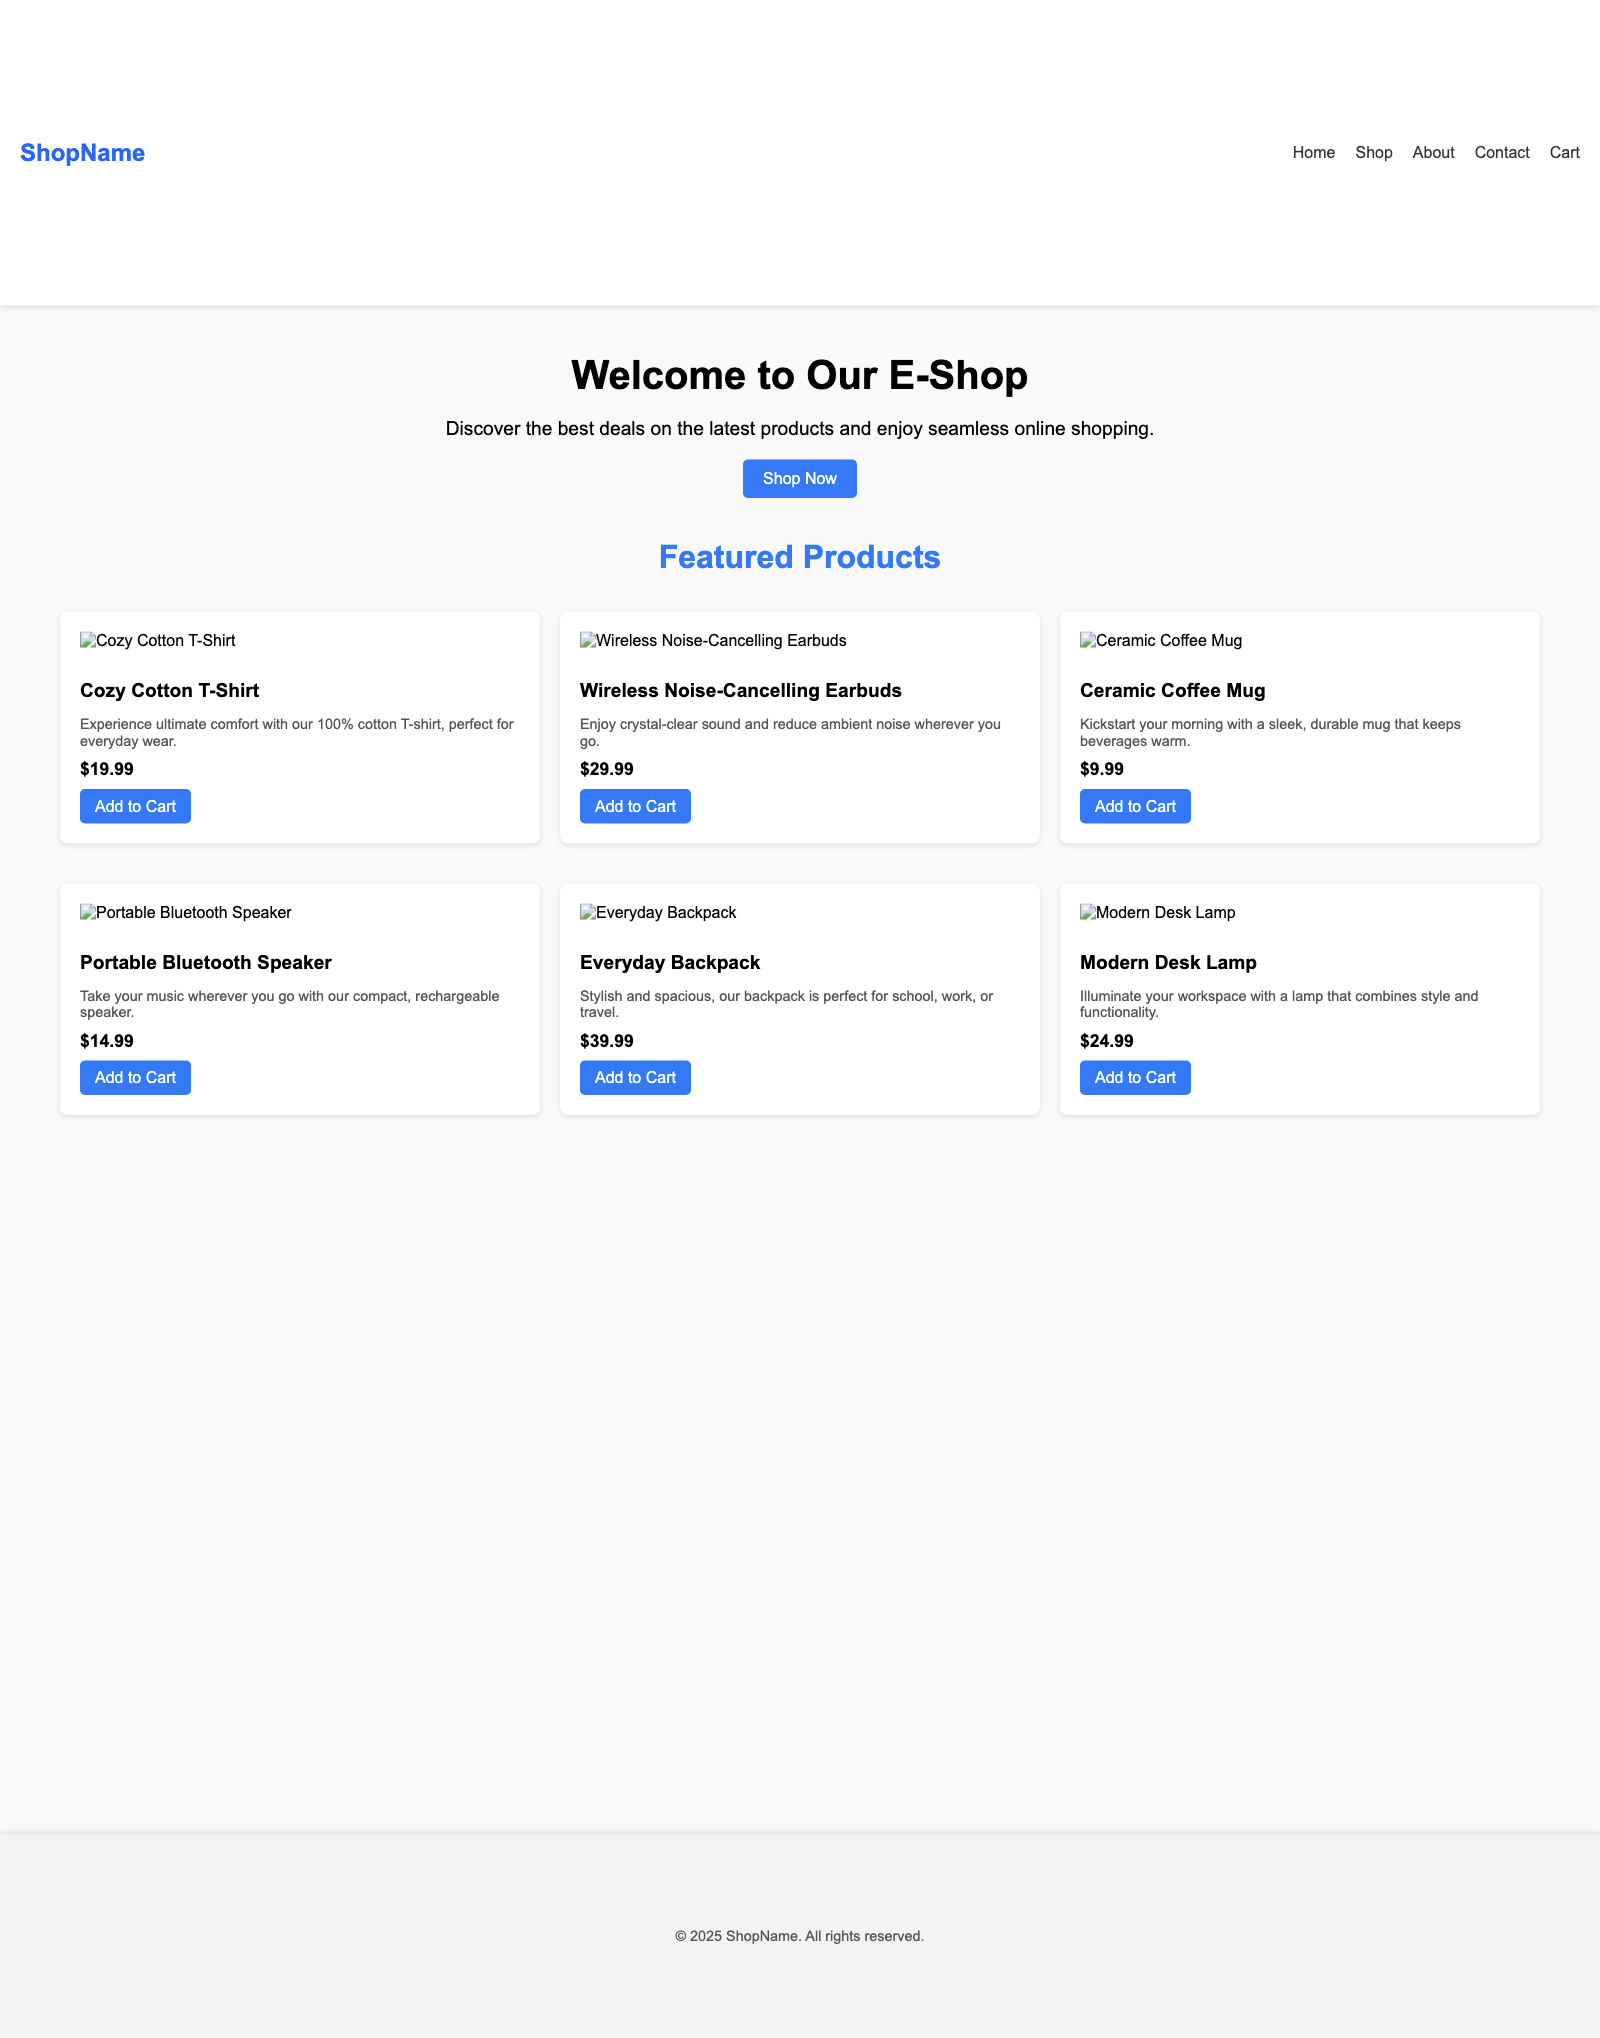 ShopName
Home Shop About Contact Cart
Welcome to Our E-Shop
Discover the best deals on the latest products and enjoy seamless online shopping.
Shop Now
Featured Products
Cozy Cotton T-Shirt
Cozy Cotton T-Shirt
Experience ultimate comfort with our 100% cotton T-shirt, perfect for
everyday wear.
$19.99
Add to Cart
Wireless Noise-Cancelling Earbuds
Wireless Noise-Cancelling Earbuds
Enjoy crystal-clear sound and reduce ambient noise wherever you
go.
$29.99
Add to Cart
Ceramic Coffee Mug
Ceramic Coffee Mug
Kickstart your morning with a sleek, durable mug that keeps
beverages warm.
$9.99
Add to Cart
Portable Bluetooth Speaker
Portable Bluetooth Speaker
Take your music wherever you go with our compact, rechargeable
speaker.
$14.99
Add to Cart
Everyday Backpack
Everyday Backpack
Stylish and spacious, our backpack is perfect for school, work, or
travel.
$39.99
Add to Cart
Modern Desk Lamp
Modern Desk Lamp
Illuminate your workspace with a lamp that combines style and
functionality.
$24.99
Add to Cart
© 2025 ShopName. All rights reserved.